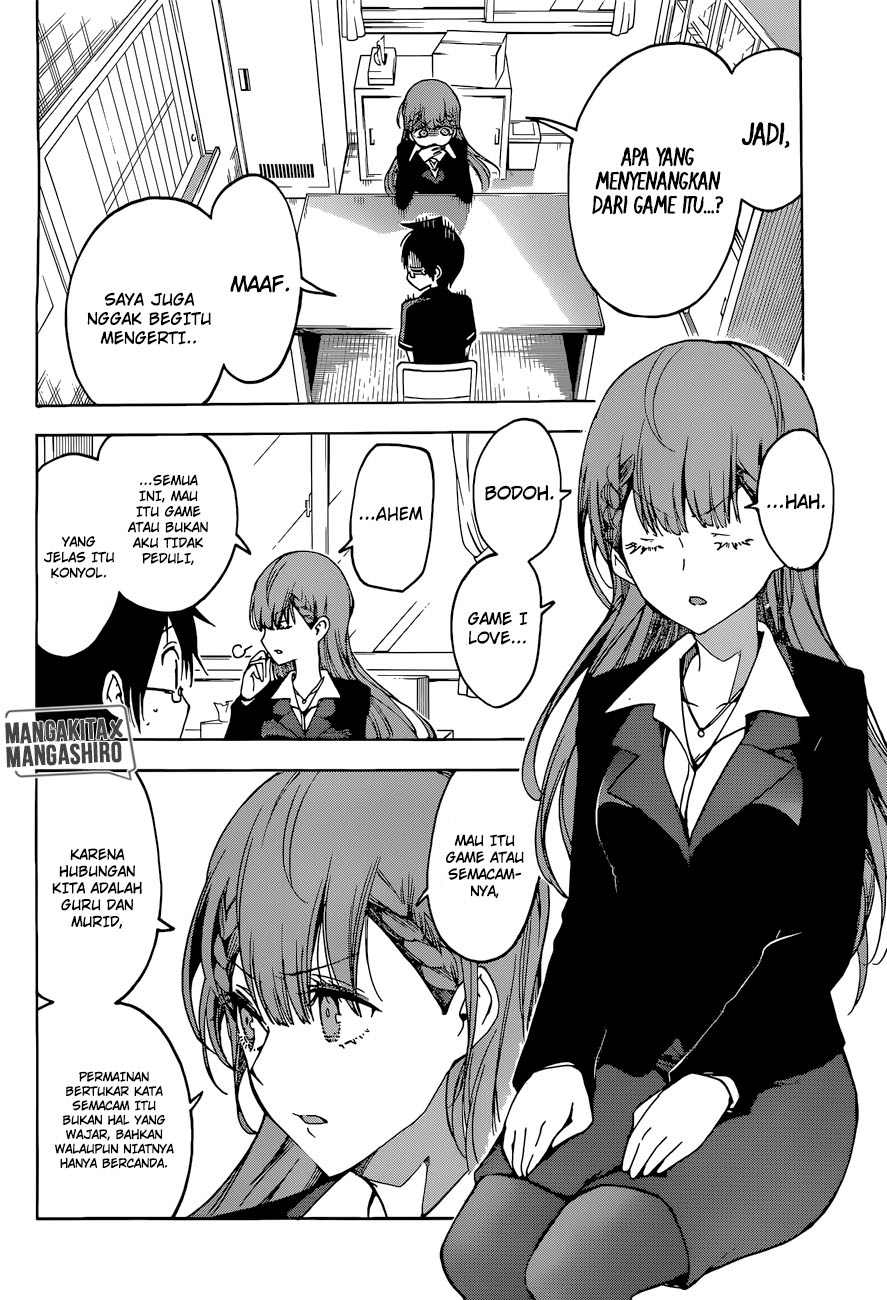 JADI,
APA YANG
MENYENANGKAN
DARI GAME ITU...?
MAAF.
SAYA JUGA
NGGAK BEGITU
MENGERTI..
...HAH.
BODOH.
GAME I
LOVE...
...AHEM
...SEMUA
INI, MAU
ITU GAME
ATAU BUKAN
AKU TIDAK
PEDULI,
YANG
JELAS ITU
KONYOL.
MANGAKITA X
MANGASHIRO
MAU ITU
GAME ATAU
SEMACAM-
NYA,
KARENA
HUBUNGAN
KITA ADALAH
GURU DAN
MURID,
PERMAINAN
BERTUKAR KATA
SEMACAM ITU
BUKAN HAL YANG
WAJAR, BAHKAN
WALAUPUN NIATNYA
HANYA BERCANDA.